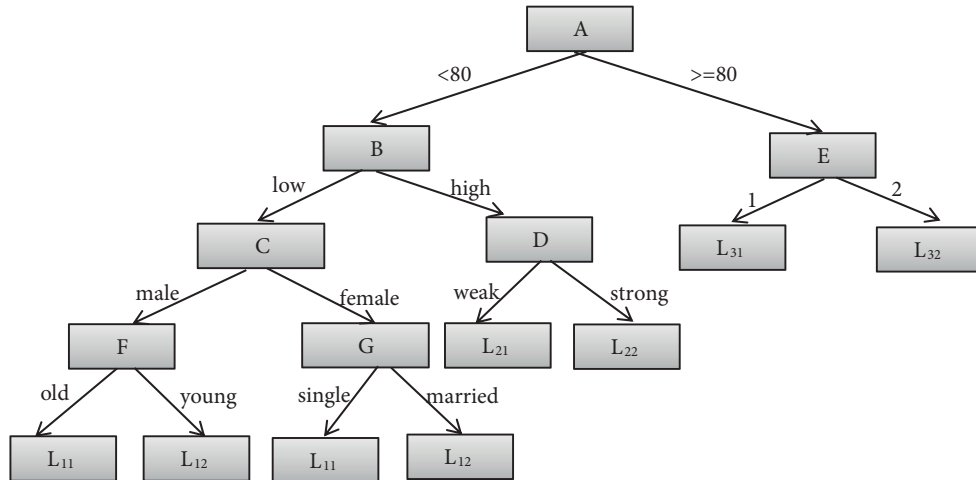 A
<80
>=80
B
E
low
high
1
2
C
D
L31
L32
male
female
weak
strong
F
G
L21
L22
old
young
single
married
L11
L12
L11
L12